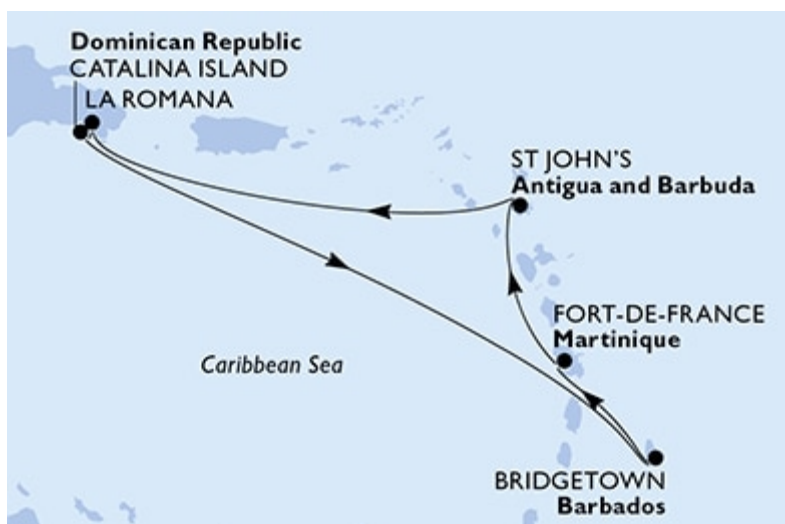 Dominican Republic
CATALINA ISLAND
LA ROMANA
ST JOHN'S
Antigua and Barbuda
FORT-DE-FRANCE
Martinique
Caribbean Sea
BRIDGETOWN
Barbados